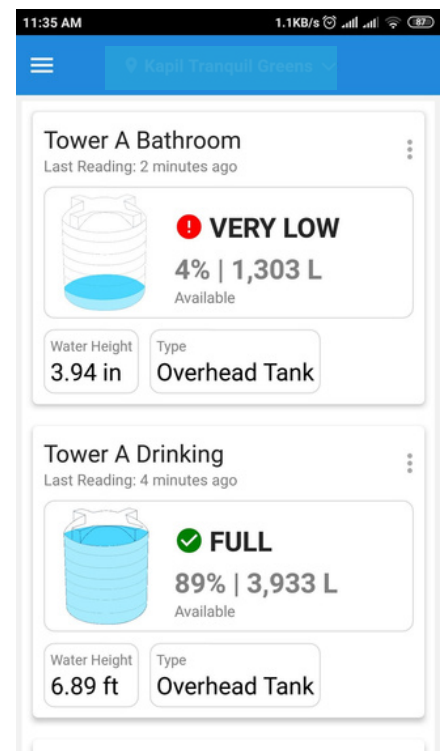 11:35 AM 1.1KB/s 87
Kapil Tranquil Greens
Tower A Bathroom
Last Reading: 2 minutes ago
VERY LOW
4% | 1,303 L
Available
Water Height Type
3.94 in Overhead Tank
Tower A Drinking
Last Reading: 4 minutes ago
FULL
89% | 3,933 L
Available
Water Height Type
6.89 ft Overhead Tank